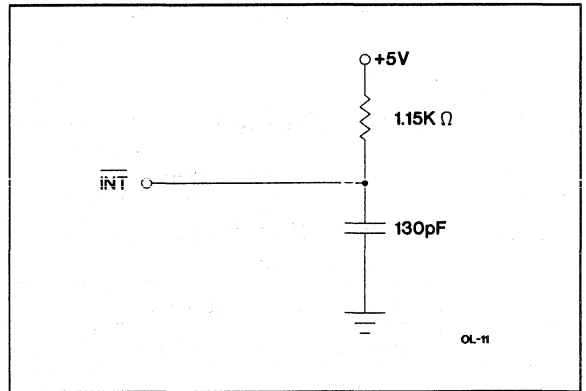 +5V
1.15K Ω
INT
130pF
OL-11